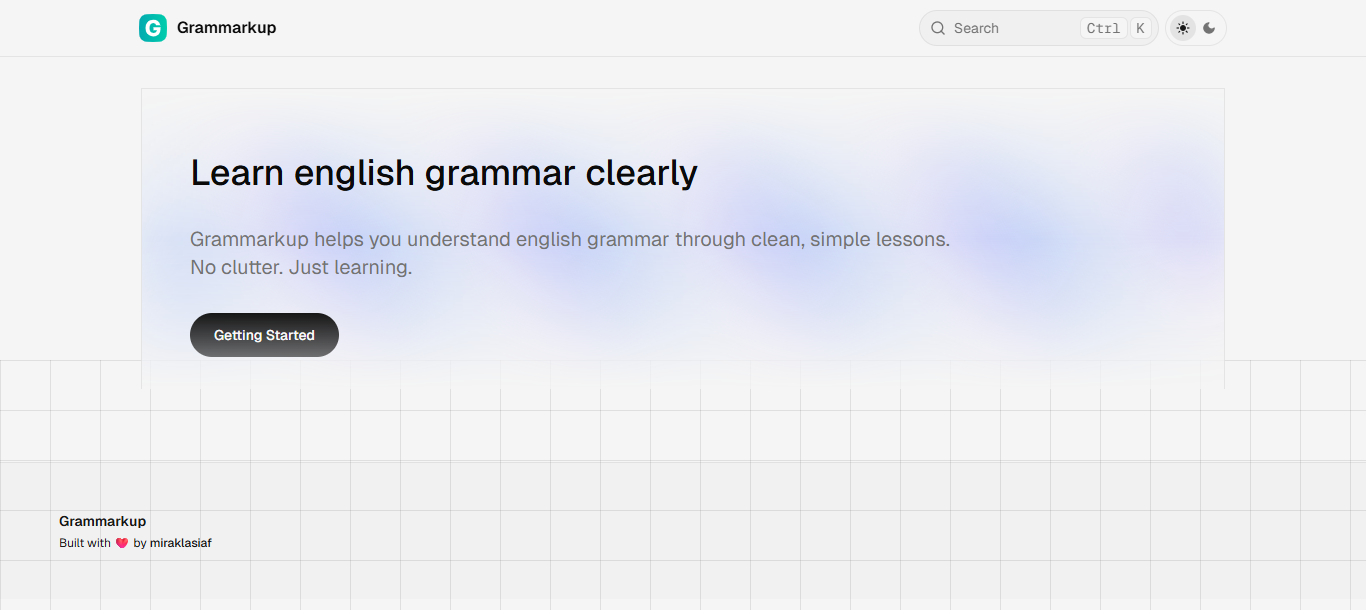 G Grammarkup
Search Ctrl K
Learn english grammar clearly
Grammarkup helps you understand english grammar through clean, simple lessons.
No clutter. Just learning.
Getting Started
Grammarkup
Built with ❤️ by miraklasiaf